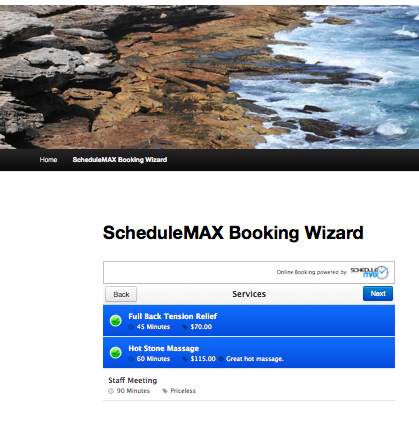 Home ScheduleMAX Booking Wizard
ScheduleMAX Booking Wizard
Online Booking powered by SCHEDULE MAX
Back Services Next
Full Back Tension Relief
45 Minutes $70.00
Hot Stone Massage
60 Minutes $115.00 Great hot massage.
Staff Meeting
90 Minutes Priceless